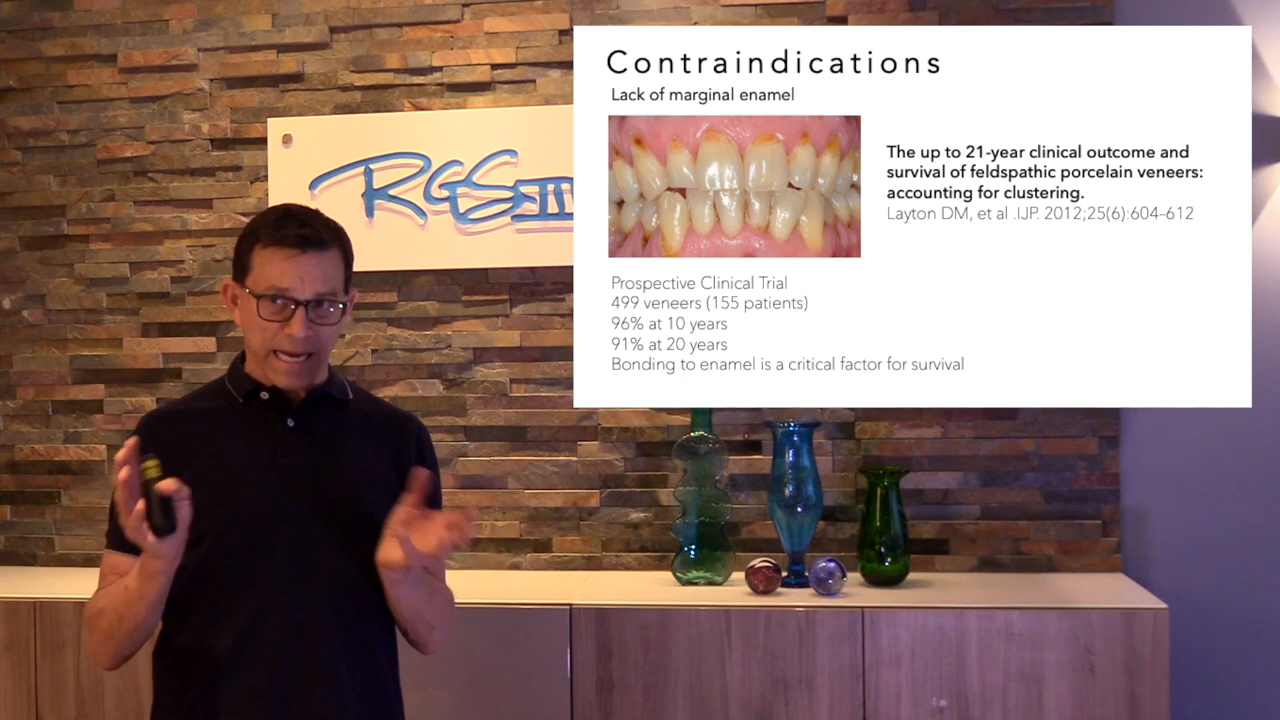 RGSIII
Contraindications
Lack of marginal enamel
The up to 21-year clinical outcome and
survival of feldspathic porcelain veneers:
accounting for clustering.
Layton DM, et al .IJP. 2012;25(6):604-612
Prospective Clinical Trial
499 veneers (155 patients)
96% at 10 years
91% at 20 years
Bonding to enamel is a critical factor for survival